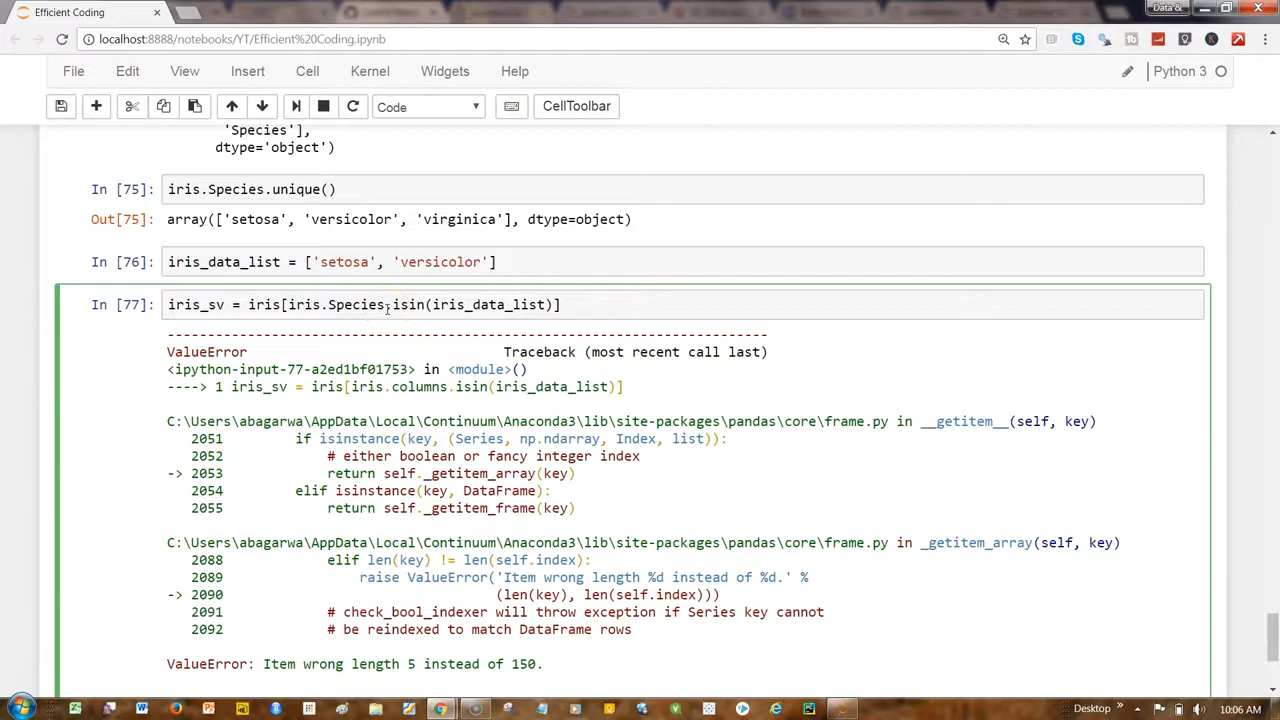 Efficient Coding
Data &
localhost:8888/notebooks/YT/Efficient%20Coding.ipynb
File Edit View Insert Cell Kernel Widgets Help Python 3
Code CellToolbar
'Species'],
dtype='object')
In [75]: iris.Species.unique()
Out[75]: array(['setosa', 'versicolor', 'virginica'], dtype=object)
In [76]: iris_data_list = ['setosa', 'versicolor']
In [77]: iris_sv = iris[iris.Species.isin(iris_data_list)]
---------------------------------------------------------------------------
ValueError Traceback (most recent call last)
<ipython-input-77-a2ed1bf01753> in <module>()
----> 1 iris_sv = iris[iris.columns.isin(iris_data_list)]
C:\Users\abagarwa\AppData\Local\Continuum\Anaconda3\lib\site-packages\pandas\core\frame.py in __getitem__(self, key)
2051 if isinstance(key, (Series, np.ndarray, Index, list)):
2052 # either boolean or fancy integer index
-> 2053 return self._getitem_array(key)
2054 elif isinstance(key, DataFrame):
2055 return self._getitem_frame(key)
C:\Users\abagarwa\AppData\Local\Continuum\Anaconda3\lib\site-packages\pandas\core\frame.py in _getitem_array(self, key)
2088 elif len(key) != len(self.index):
2089 raise ValueError('Item wrong length %d instead of %d.' %
-> 2090 (len(key), len(self.index)))
2091 # check_bool_indexer will throw exception if Series key cannot
2092 # be reindexed to match DataFrame rows
ValueError: Item wrong length 5 instead of 150.
Desktop 10:06 AM